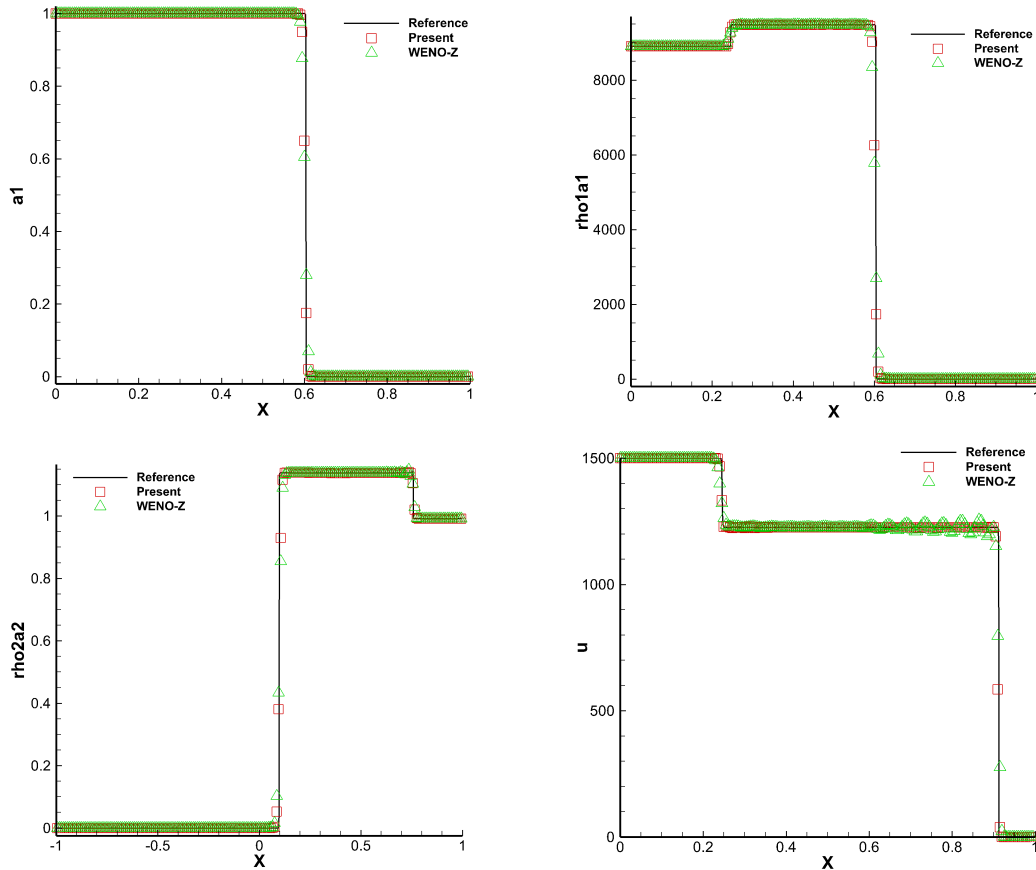 Reference
Present
WENO-Z
1
0.8
0.6
0.4
0.2
0
a1
0 0.2 0.4 0.6 0.8 1
X
Reference
Present
WENO-Z
8000
6000
4000
2000
0
rho1a1
0 0.2 0.4 0.6 0.8 1
X
Reference
Present
WENO-Z
1
0.8
0.6
0.4
0.2
0
rho2a2
-1 -0.5 0 0.5 1
X
Reference
Present
WENO-Z
1500
1000
500
0
u
0 0.2 0.4 0.6 0.8 1
X